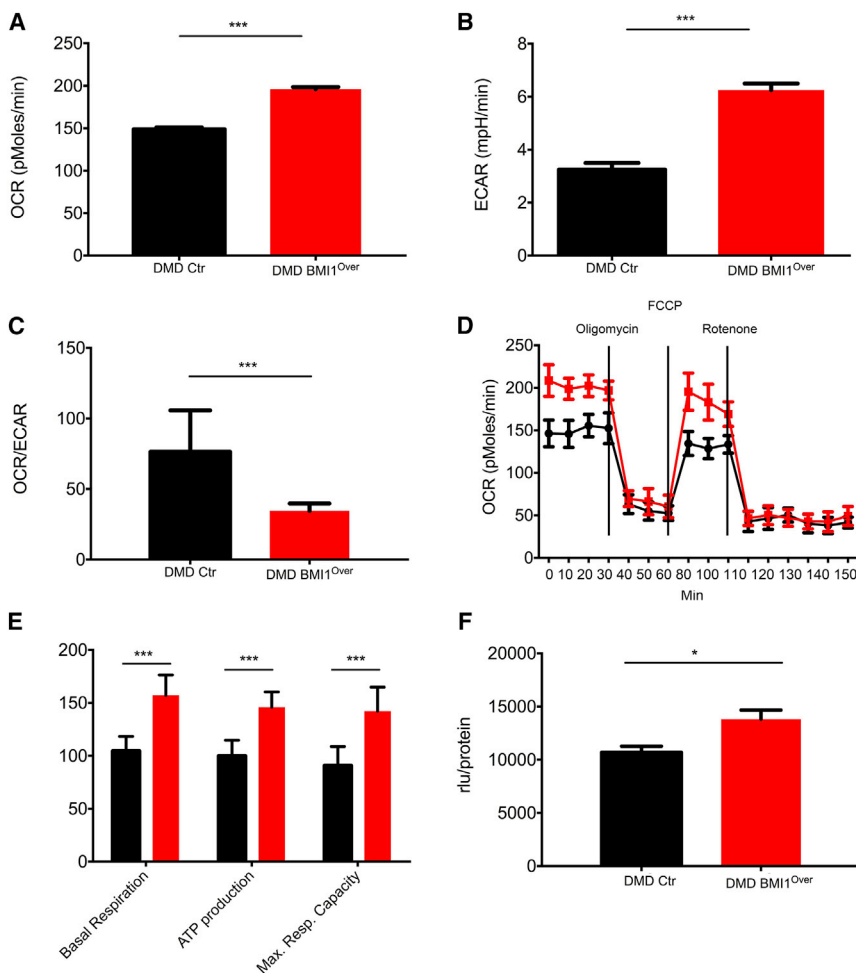 A
***
OCR (pMoles/min)
250
200
150
100
50
0
DMD Ctr
DMD BMI1Over
B
***
ECAR (mpH/min)
8
6
4
2
0
DMD Ctr
DMD BMI1Over
C
***
OCR/ECAR
150
100
50
0
DMD Ctr
DMD BMI1Over
D
FCCP
Oligomycin
Rotenone
OCR (pMoles/min)
250
200
150
100
50
0
0 10 20 30 40 50 60 80 100 110 120 130 140 150
Min
E
*** *** ***
200
150
100
50
0
Basal Respiration
ATP production
Max. Resp. Capacity
F
*
rlu/protein
20000
15000
10000
5000
0
DMD Ctr
DMD BMI1Over